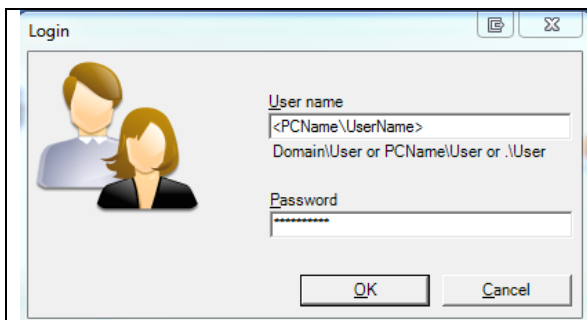 Login
User name
<PCName\UserName>
Domain\User or PCName\User or .\User
Password
**********
OK
Cancel